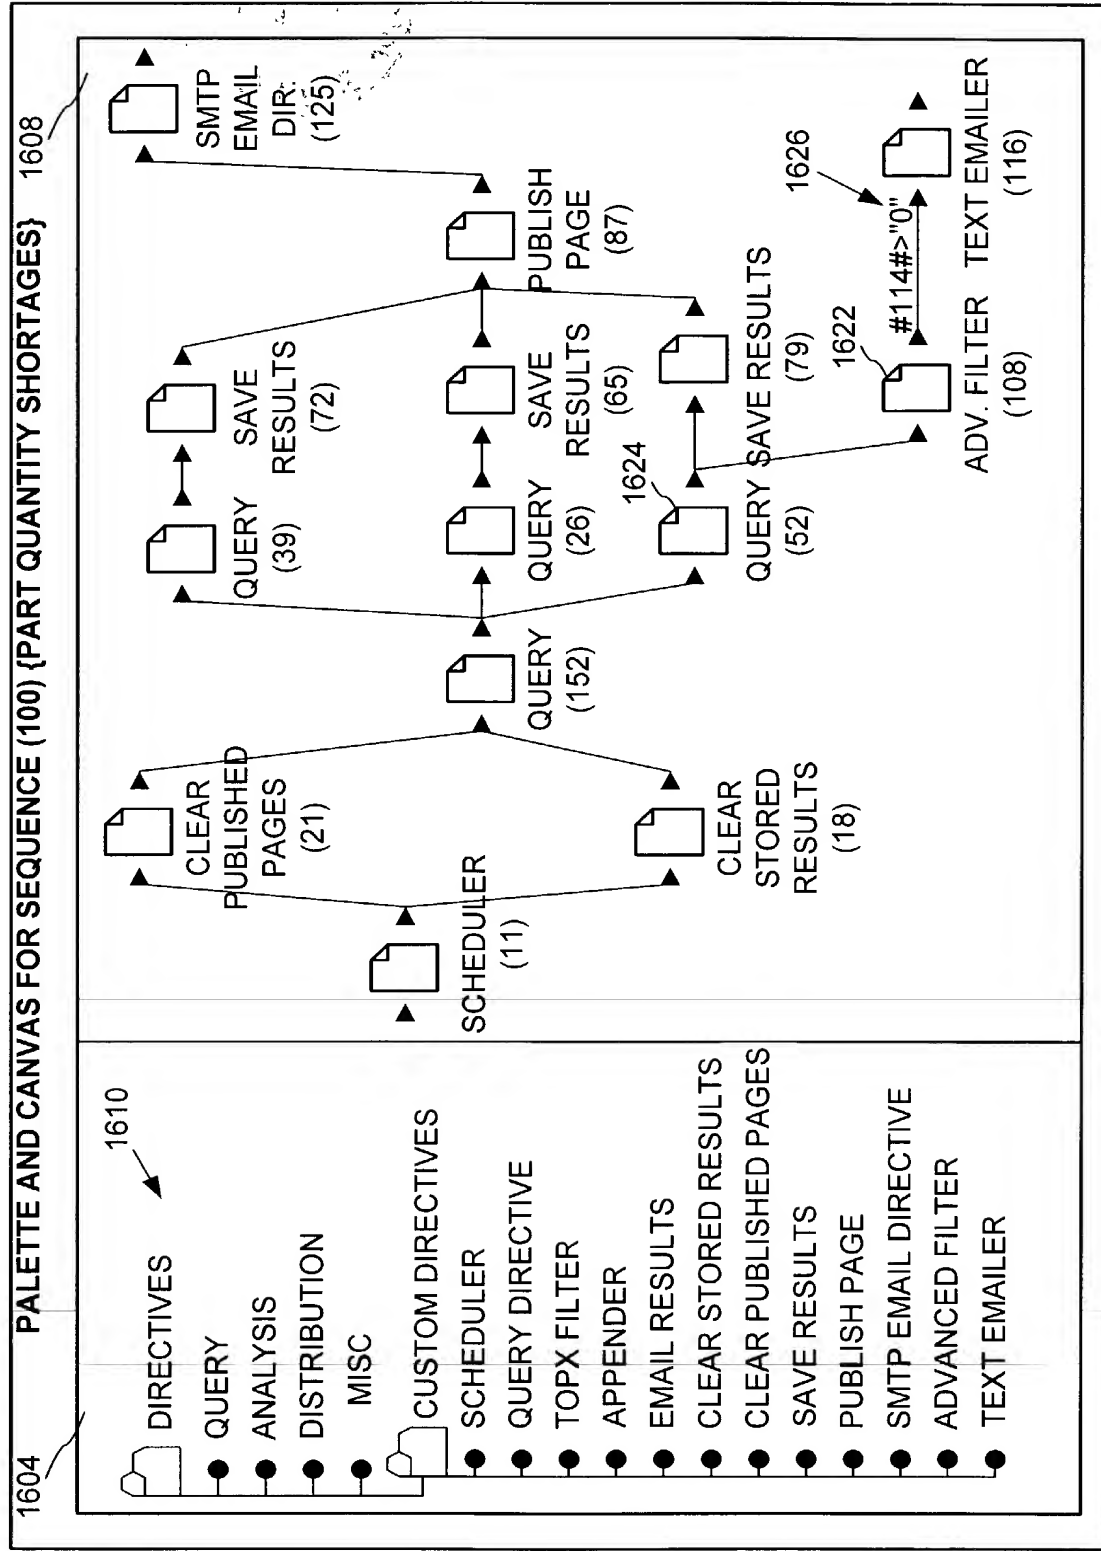 1604
PALETTE AND CANVAS FOR SEQUENCE (100) {PART QUANTITY SHORTAGES}
1608
1610
DIRECTIVES
QUERY
ANALYSIS
DISTRIBUTION
MISC
CUSTOM DIRECTIVES
SCHEDULER
QUERY DIRECTIVE
TOPX FILTER
APPENDER
EMAIL RESULTS
CLEAR STORED RESULTS
CLEAR PUBLISHED PAGES
SAVE RESULTS
PUBLISH PAGE
SMTP EMAIL DIRECTIVE
ADVANCED FILTER
TEXT EMAILER
SCHEDULER
(11)
CLEAR
PUBLISHED
PAGES
(21)
CLEAR
STORED
RESULTS
(18)
QUERY
(152)
QUERY
(39)
QUERY
(26)
1624
QUERY
(52)
SAVE
RESULTS
(72)
SAVE
RESULTS
(65)
SAVE RESULTS
(79)
PUBLISH
PAGE
(87)
SMTP
EMAIL
DIR.
(125)
1622
ADV. FILTER
(108)
#114#>"0"
1626
TEXT EMAILER
(116)